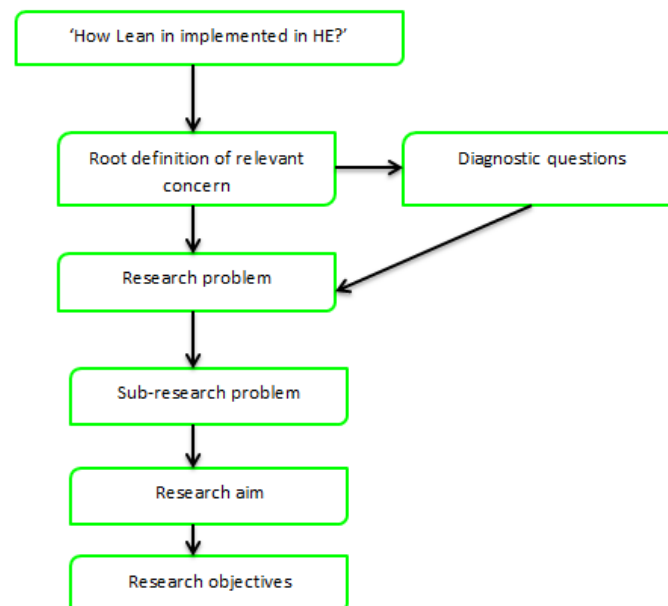 ‘How Lean in implemented in HE?’
Root definition of relevant
concern
Diagnostic questions
Research problem
Sub-research problem
Research aim
Research objectives